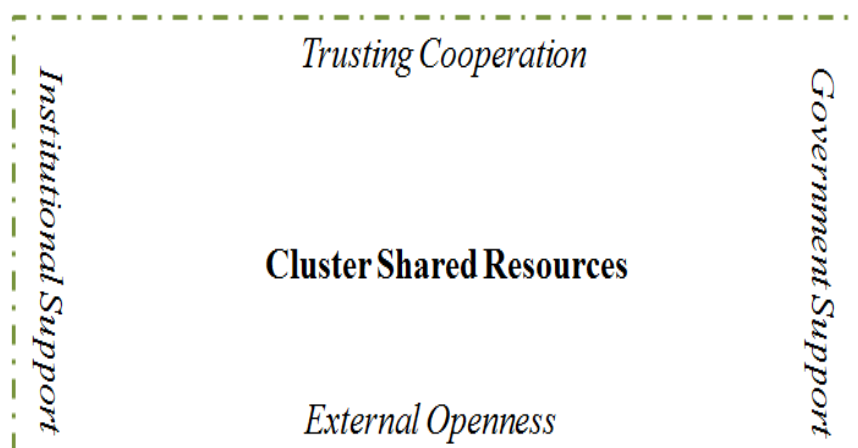 Trusting Cooperation
Institutional Support
Government Support
Cluster Shared Resources
External Openness